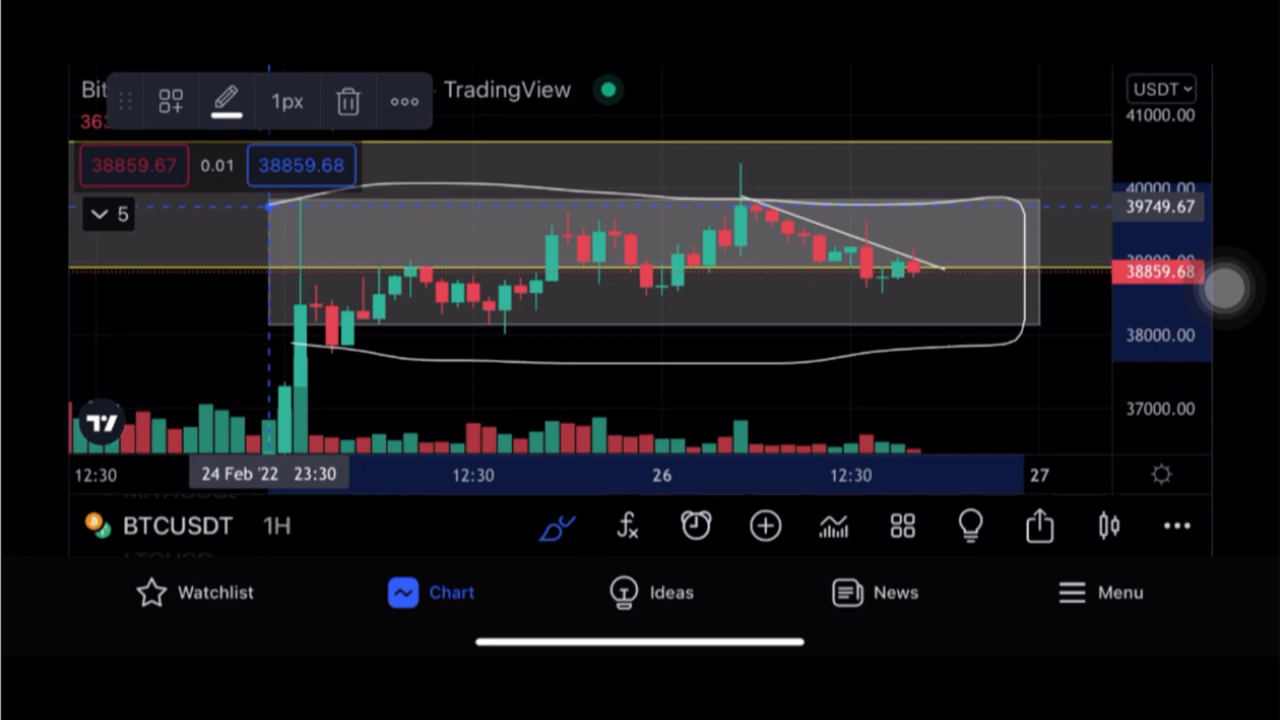 Bit
TradingView
USDT
363
41000.00
38859.67 0.01 38859.68
40000.00
39749.67
5
38859.68
38000.00
37000.00
12:30 24 Feb '22 23:30 12:30 26 12:30 27
1px
BTCUSDT 1H
Watchlist Chart Ideas News Menu